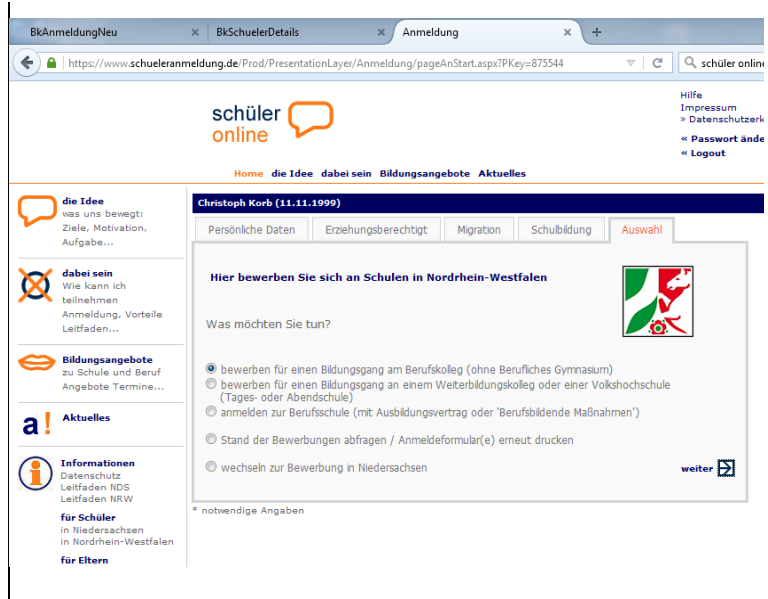 BkAnmeldungNeu × BkSchuelerDetails × Anmeldung × +
https://www.schueleranmeldung.de/Prod/PresentationLayer/Anmeldung/pageAnStart.aspx?PKey=875544 schüler online
Hilfe
Impressum
» Datenschutzerk
« Passwort ände
« Logout
schüler
online
Home die Idee dabei sein Bildungsangebote Aktuelles
die Idee
was uns bewegt:
Ziele, Motivation,
Aufgabe...
dabei sein
Wie kann ich
teilnehmen
Anmeldung, Vorteile
Leitfaden...
Bildungsangebote
zu Schule und Beruf
Angebote Termine...
a! Aktuelles
Informationen
Datenschutz
Leitfaden NDS
Leitfaden NRW
für Schüler
in Niedersachsen
in Nordrhein-Westfalen
für Eltern
Christoph Korb (11.11.1999)
Persönliche Daten Erziehungsberechtigt Migration Schulbildung Auswahl
Hier bewerben Sie sich an Schulen in Nordrhein-Westfalen
Was möchten Sie tun?
bewerben für einen Bildungsgang am Berufskolleg (ohne Berufliches Gymnasium)
bewerben für einen Bildungsgang an einem Weiterbildungskolleg oder einer Volkshochschule
(Tages- oder Abendschule)
anmelden zur Berufsschule (mit Ausbildungsvertrag oder 'Berufsbildende Maßnahmen')
Stand der Bewerbungen abfragen / Anmeldeformular(e) erneut drucken
wechseln zur Bewerbung in Niedersachsen
weiter
* notwendige Angaben